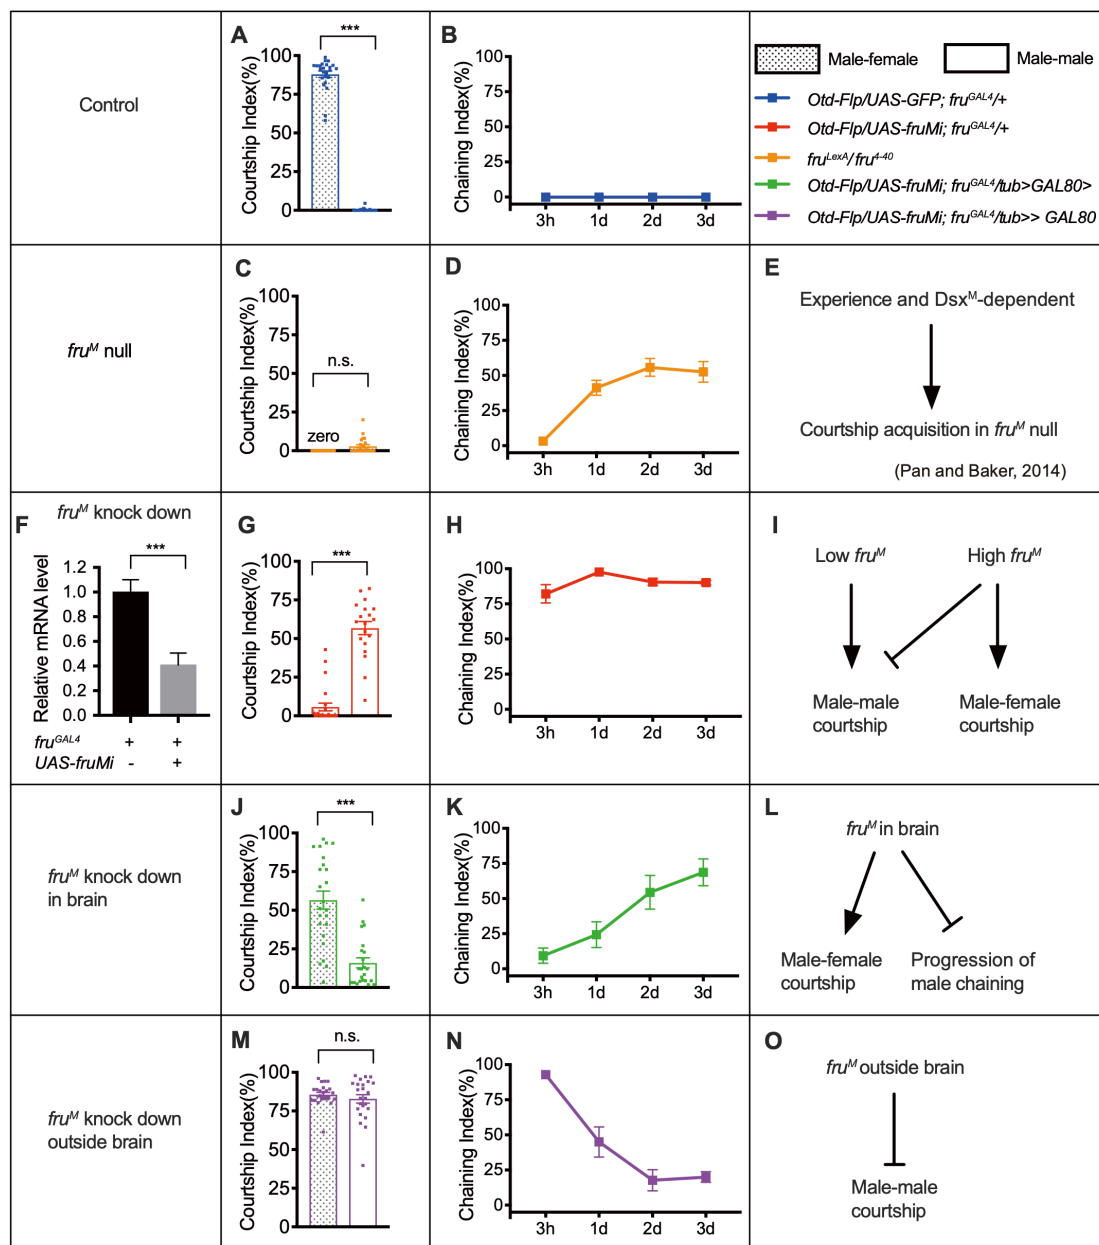 Control
A
***
Courtship Index(%)
100
75
50
25
0
B
Chaining Index(%)
100
75
50
25
0
3h 1d 2d 3d
Male-female Male-male
Otd-Flp/UAS-GFP; fruGAL4/+
Otd-Flp/UAS-fruMi; fruGAL4/+
fruLexA/fru4-40
Otd-Flp/UAS-fruMi; fruGAL4/tub>GAL80>
Otd-Flp/UAS-fruMi; fruGAL4/tub>> GAL80
fruM null
C
Courtship Index(%)
100
75
50
25
0
n.s.
zero
D
Chaining Index(%)
100
75
50
25
0
3h 1d 2d 3d
E
Experience and DsxM-dependent
Courtship acquisition in fruM null
(Pan and Baker, 2014)
fruM knock down
F
***
Relative mRNA level
1.2
1.0
0.8
0.6
0.4
0.2
0.0
fruGAL4 + +
UAS-fruMi - +
G
***
Courtship Index(%)
100
75
50
25
0
H
Chaining Index(%)
100
75
50
25
0
3h 1d 2d 3d
I
Low fruM High fruM
Male-male
courtship
Male-female
courtship
fruM knock down
in brain
J
***
Courtship Index(%)
100
75
50
25
0
K
Chaining Index(%)
100
75
50
25
0
3h 1d 2d 3d
L
fruM in brain
Male-female
courtship
Progression of
male chaining
fruM knock down
outside brain
M
n.s.
Courtship Index(%)
100
75
50
25
0
N
Chaining Index(%)
100
75
50
25
0
3h 1d 2d 3d
O
fruM outside brain
Male-male
courtship